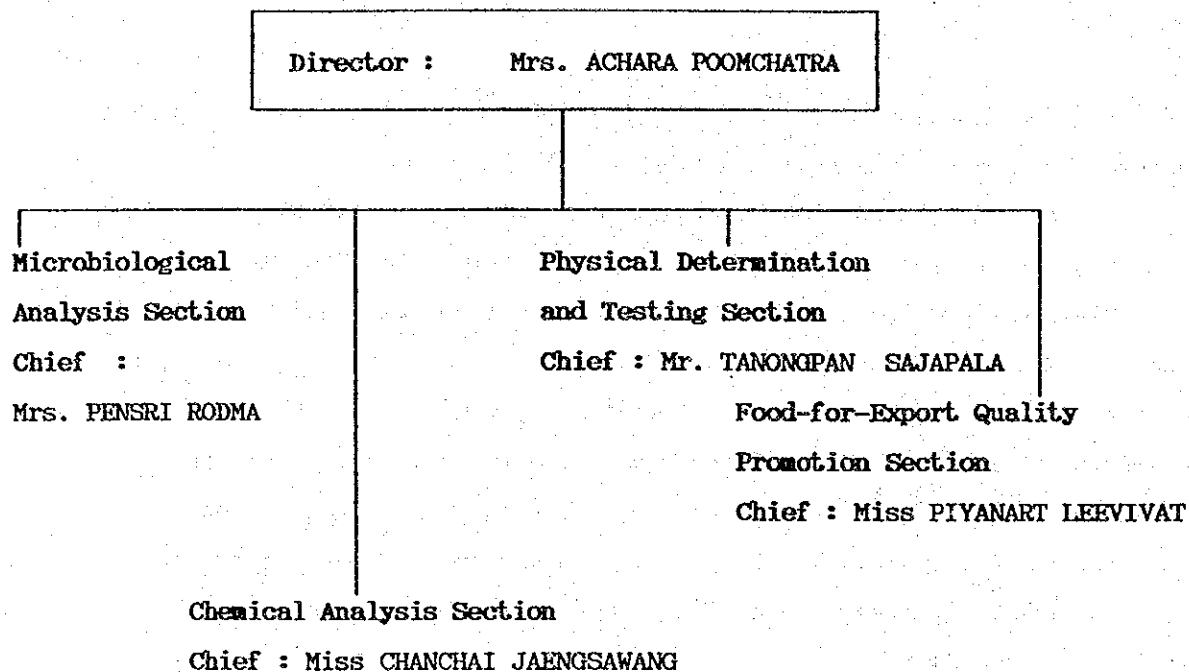 Director : Mrs. ACHARA POOMCHATRA
Microbiological
Analysis Section
Chief :
Mrs. PENSRI RODMA
Physical Determination
and Testing Section
Chief : Mr. TANONGPAN SAJAPALA
Food-for-Export Quality
Promotion Section
Chief : Miss PIYANART LEEVIVAT
Chemical Analysis Section
Chief : Miss CHANCHAI JAENGSAWANG